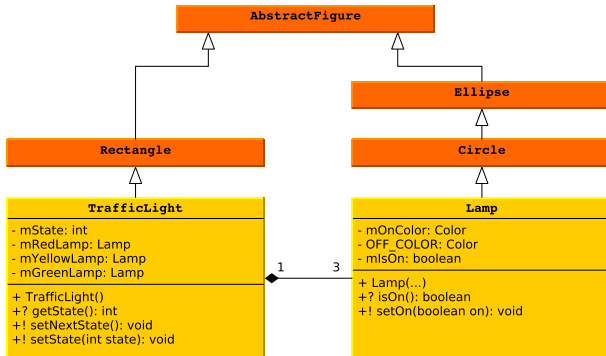 AbstractFigure
Ellipse
Rectangle
Circle
TrafficLight
- mState: int
- mRedLamp: Lamp
- mYellowLamp: Lamp
- mGreenLamp: Lamp
+ TrafficLight()
+? getState(): int
+! setNextState(): void
+! setState(int state): void
1
3
Lamp
- mOnColor: Color
- OFF_COLOR: Color
- mIsOn: boolean
+ Lamp(...)
+? isOn(): boolean
+! setOn(boolean on): void